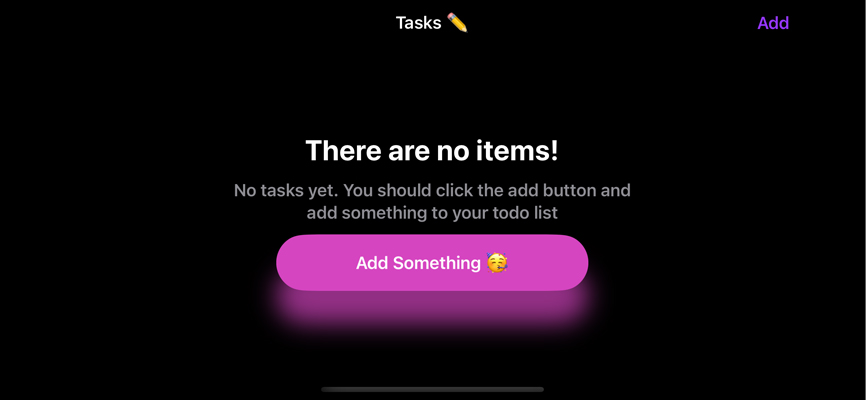 Tasks ✏️
Add
There are no items!
No tasks yet. You should click the add button and
add something to your todo list
Add Something 🥳